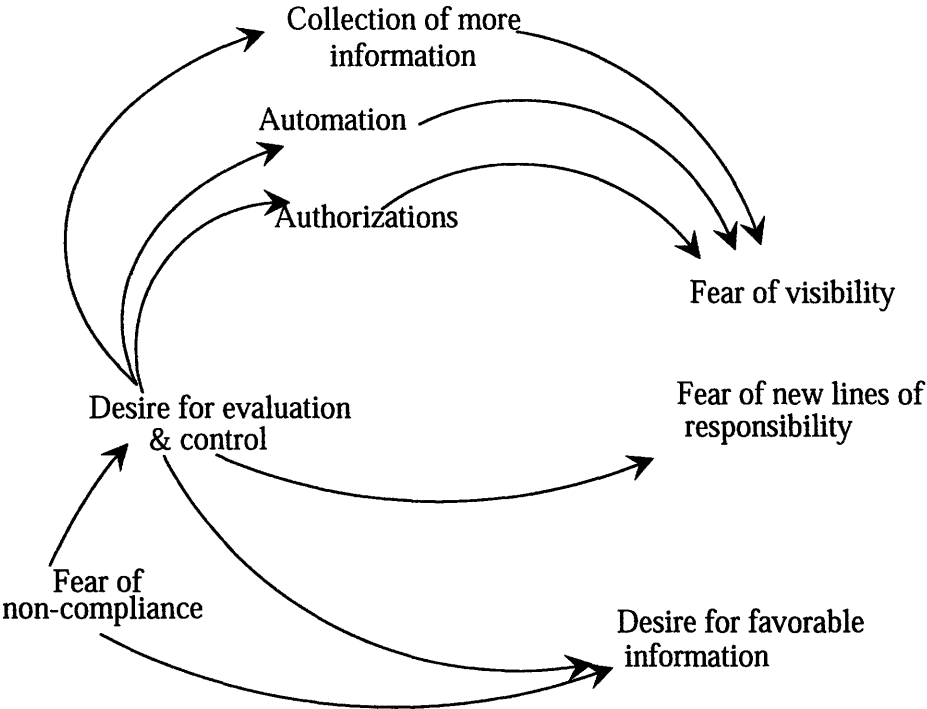 Collection of more
information
Automation
Authorizations
Fear of visibility
Desire for evaluation
& control
Fear of new lines of
responsibility
Fear of
non-compliance
Desire for favorable
information